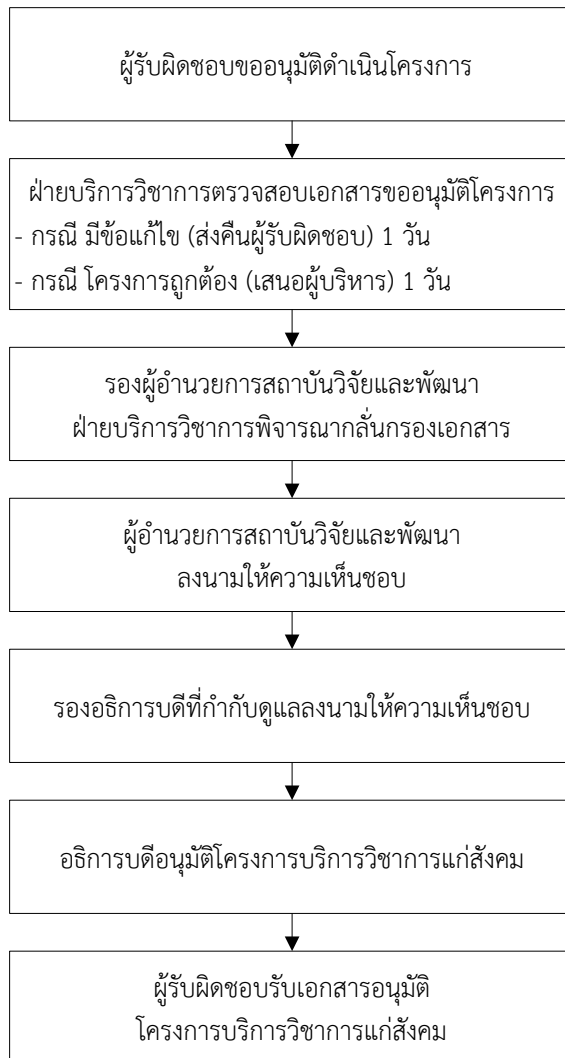 ผู้รับผิดชอบขออนุมัติดำเนินโครงการ
ฝ่ายบริการวิชาการตรวจสอบเอกสารขออนุมัติโครงการ
- กรณี มีข้อแก้ไข (ส่งคืนผู้รับผิดชอบ) 1 วัน
- กรณี โครงการถูกต้อง (เสนอผู้บริหาร) 1 วัน
รองผู้อำนวยการสถาบันวิจัยและพัฒนา
ฝ่ายบริการวิชาการพิจารณากลั่นกรองเอกสาร
ผู้อำนวยการสถาบันวิจัยและพัฒนา
ลงนามให้ความเห็นชอบ
รองอธิการบดีที่กำกับดูแลลงนามให้ความเห็นชอบ
อธิการบดีอนุมัติโครงการบริการวิชาการแก่สังคม
ผู้รับผิดชอบรับเอกสารอนุมัติ
โครงการบริการวิชาการแก่สังคม